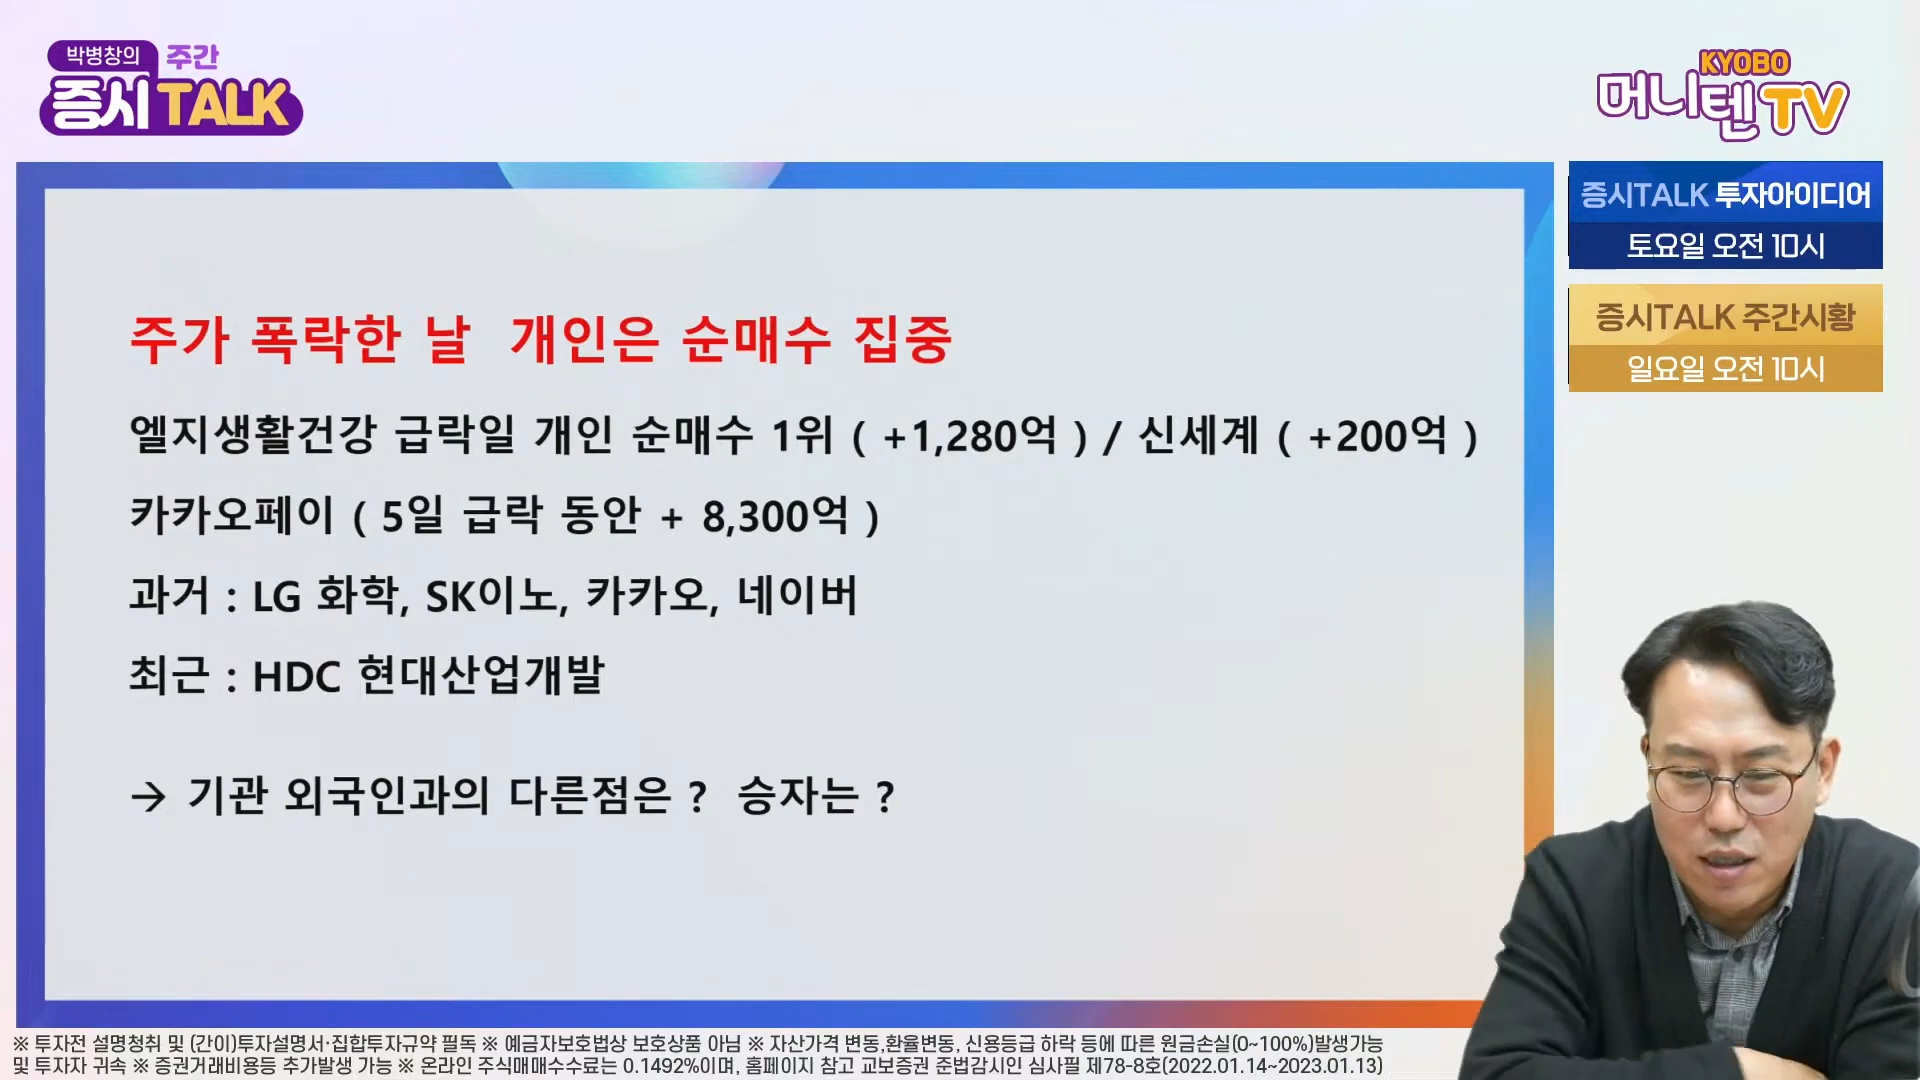 박병창의 주간
증시 TALK
KYOBO
머니텐 TV
증시TALK 투자아이디어
토요일 오전 10시
증시TALK 주간시황
일요일 오전 10시
주가 폭락한 날 개인은 순매수 집중
엘지생활건강 급락일 개인 순매수 1위 ( +1,280억 ) / 신세계 ( +200억 )
카카오페이 ( 5일 급락 동안 + 8,300억 )
과거 : LG 화학, SK이노, 카카오, 네이버
최근 : HDC 현대산업개발
→ 기관 외국인과의 다른점은 ? 승자는 ?
※ 투자전 설명청취 및 (간이)투자설명서·집합투자규약 필독 ※ 예금자보호법상 보호상품 아님 ※ 자산가격 변동,환율변동, 신용등급 하락 등에 따른 원금손실(0~100%)발생가능
및 투자자 귀속 ※ 증권거래비용등 추가발생 가능 ※ 온라인 주식매매수수료는 0.1492%이며, 홈페이지 참고 교보증권 준법감시인 심사필 제78-8호(2022.01.14~2023.01.13)